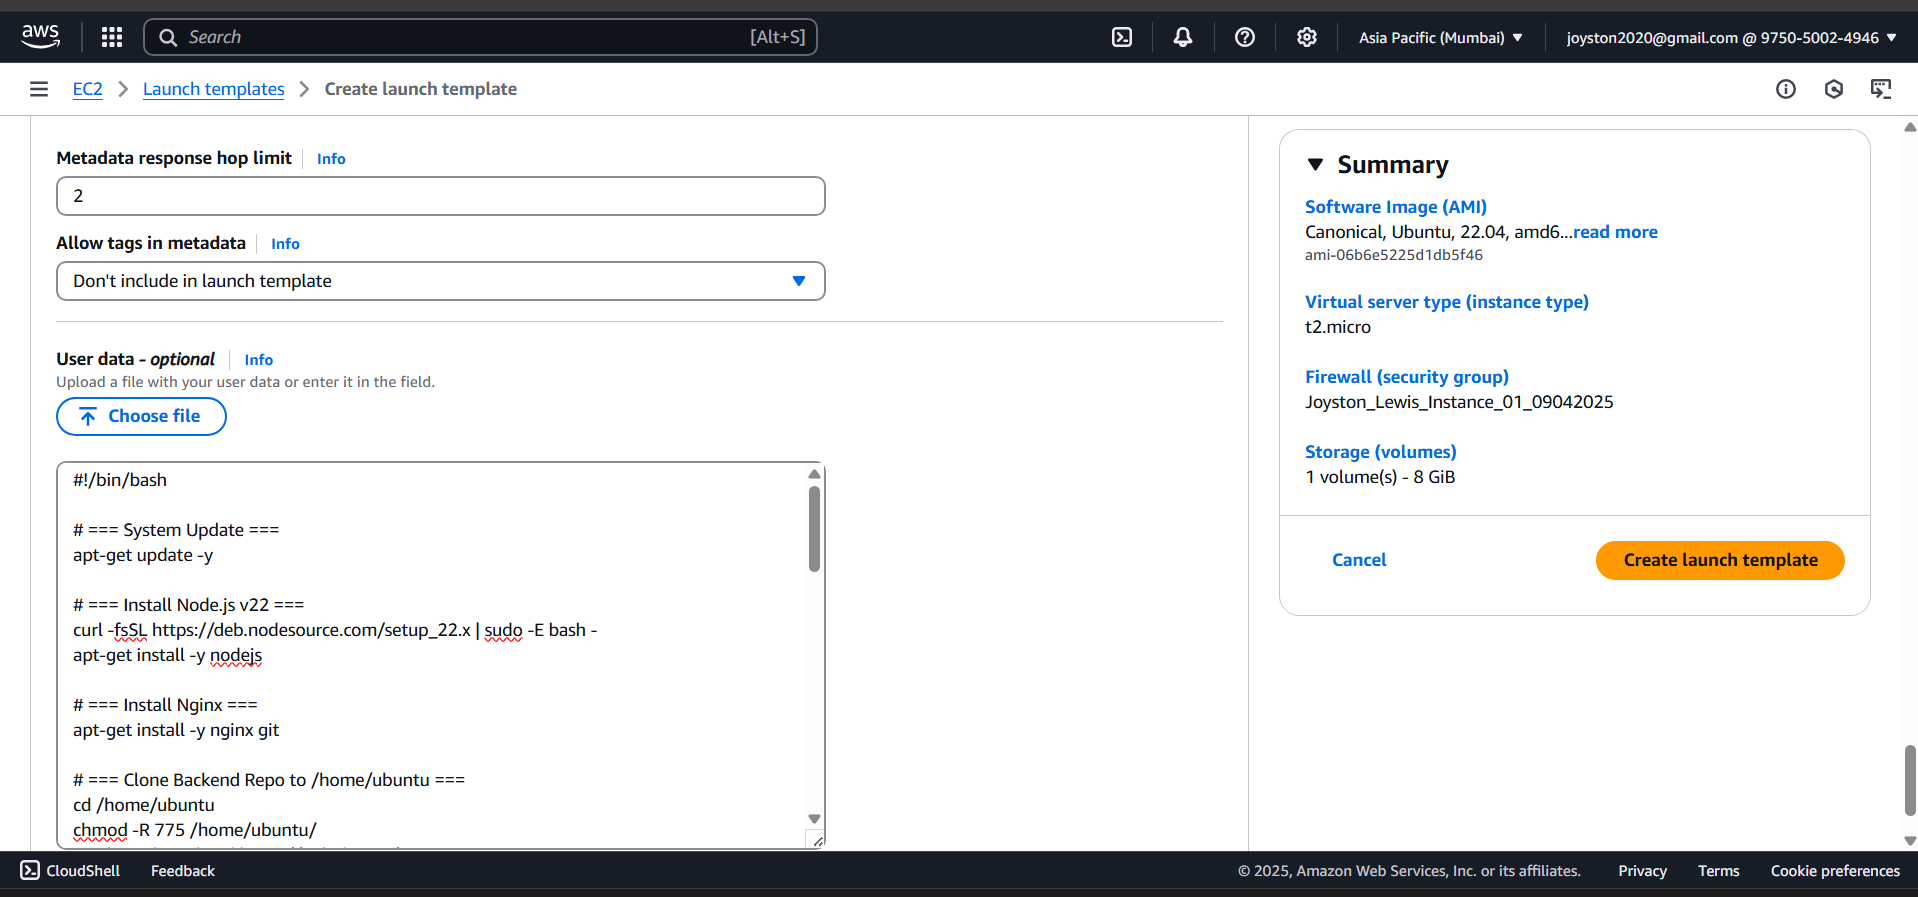 aws
Search
[Alt+S]
Asia Pacific (Mumbai)
joyston2020@gmail.com @ 9750-5002-4946
EC2
Launch templates
Create launch template
Metadata response hop limit
Info
2
Allow tags in metadata
Info
Don't include in launch template
User data - optional
Info
Upload a file with your user data or enter it in the field.
Choose file
#!/bin/bash
# === System Update ===
apt-get update -y
# === Install Node.js v22 ===
curl -fsSL https://deb.nodesource.com/setup_22.x | sudo -E bash -
apt-get install -y nodejs
# === Install Nginx ===
apt-get install -y nginx git
# === Clone Backend Repo to /home/ubuntu ===
cd /home/ubuntu
chmod -R 775 /home/ubuntu/
Summary
Software Image (AMI)
Canonical, Ubuntu, 22.04, amd6...read more
ami-06b6e5225d1db5f46
Virtual server type (instance type)
t2.micro
Firewall (security group)
Joyston_Lewis_Instance_01_09042025
Storage (volumes)
1 volume(s) - 8 GiB
Cancel
Create launch template
CloudShell
Feedback
© 2025, Amazon Web Services, Inc. or its affiliates.
Privacy
Terms
Cookie preferences